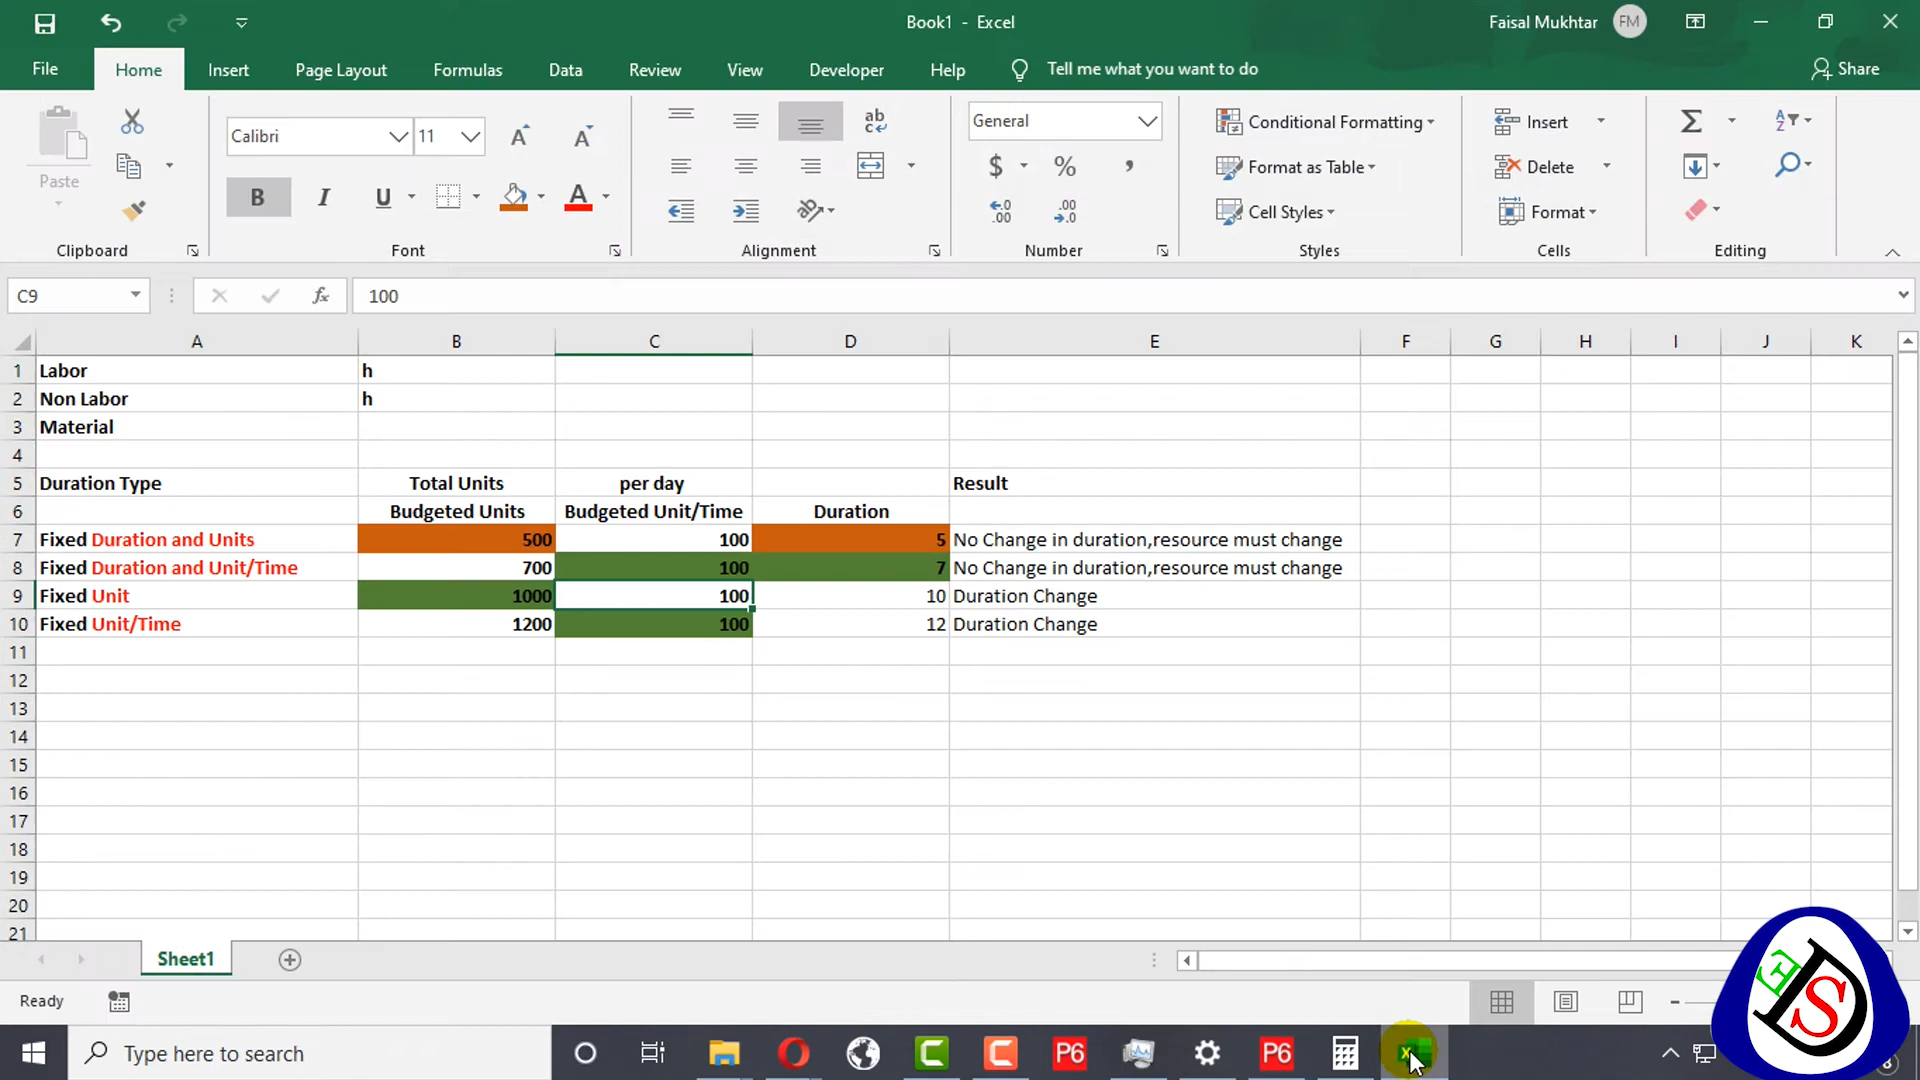 Book1 - Excel
Faisal Mukhtar FM
File Home Insert Page Layout Formulas Data Review View Developer Help Tell me what you want to do Share
Paste
Calibri 11
General
Conditional Formatting
Format as Table
Cell Styles
Insert
Delete
Format
Clipboard Font Alignment Number Styles Cells Editing
C9 fx 100
A B C D E F G H I J K
1 Labor h
2 Non Labor h
3 Material
4
5 Duration Type Total Units per day Result
6 Budgeted Units Budgeted Unit/Time Duration
7 Fixed Duration and Units 500 100 5 No Change in duration,resource must change
8 Fixed Duration and Unit/Time 700 100 7 No Change in duration,resource must change
9 Fixed Unit 1000 100 10 Duration Change
10 Fixed Unit/Time 1200 100 12 Duration Change
11
12
13
14
15
16
17
18
19
20
21
Sheet1
Ready
Type here to search
P6 P6